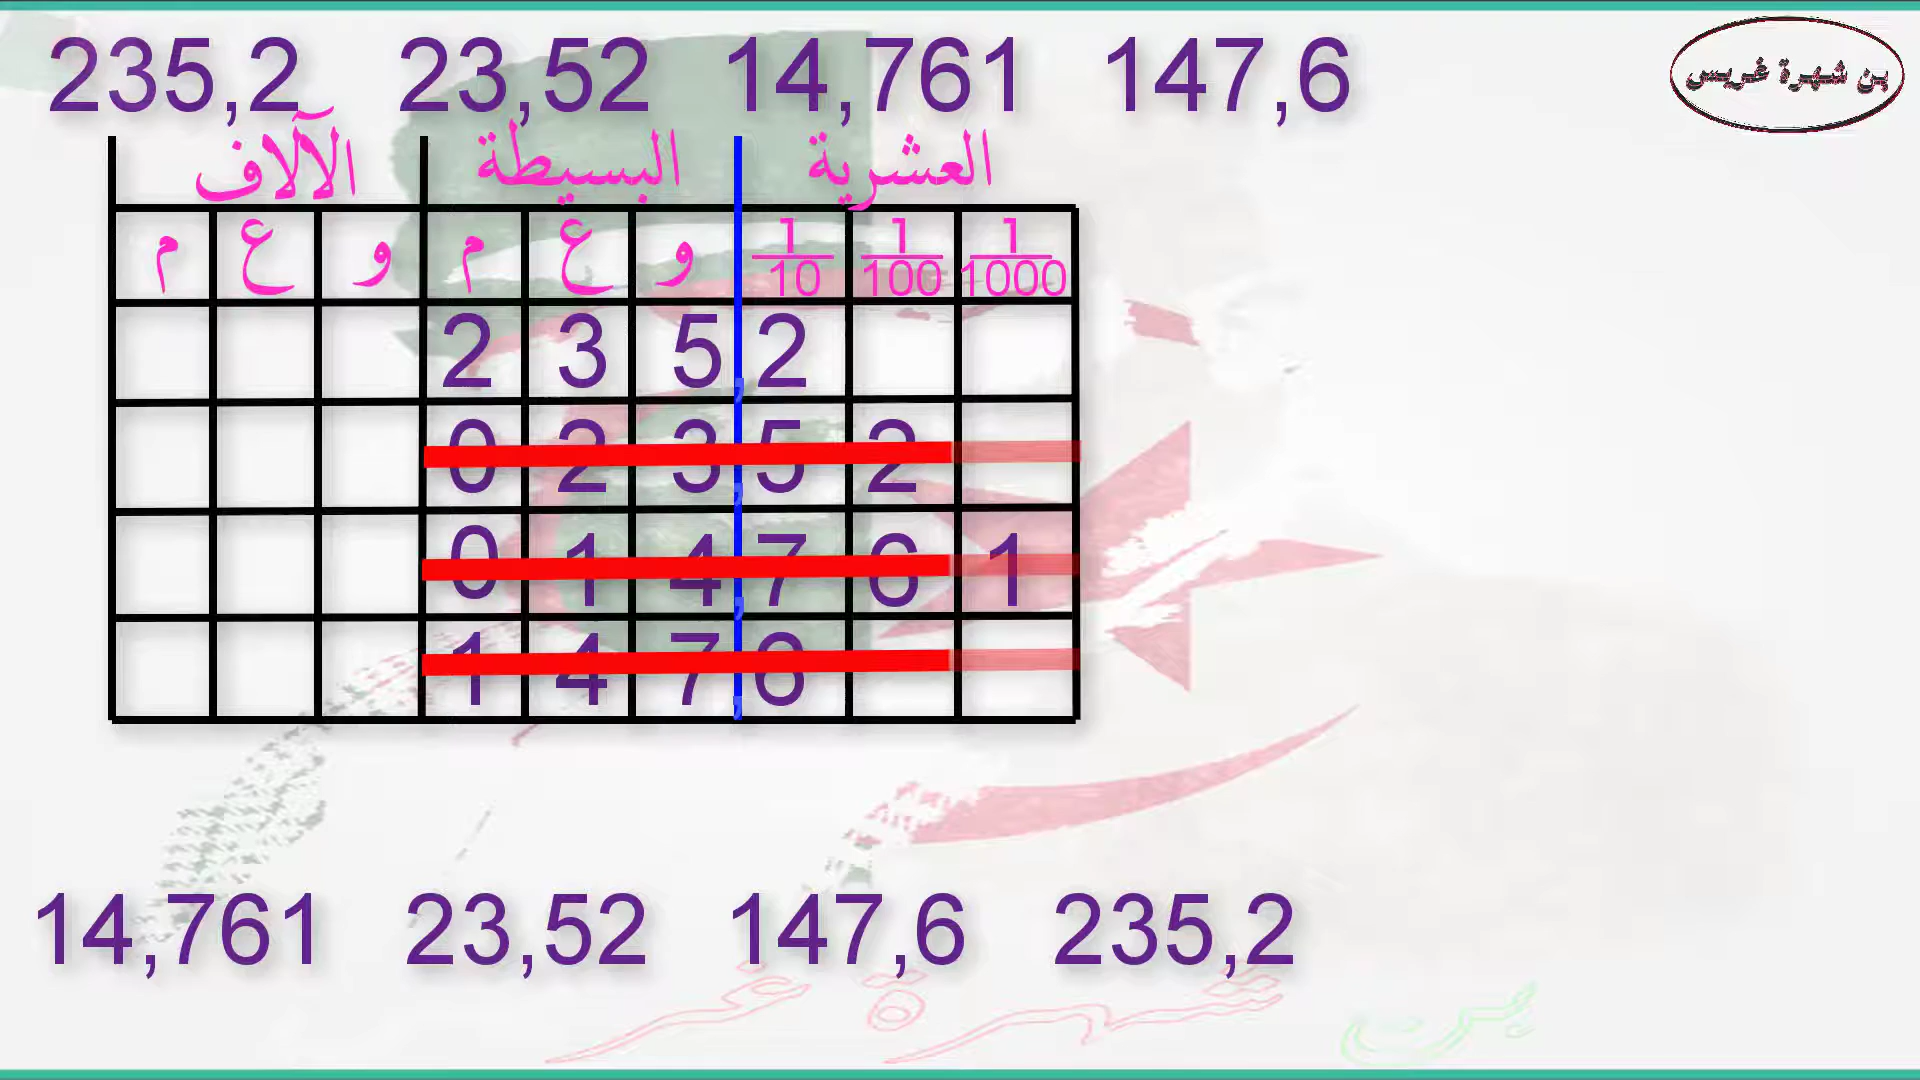 235,2 23,52 14,761 147,6
بن شهرة غريس
الآلاف البسيطة العشرية
م ع و م ع و 1/10 1/100 1/1000
2 3 5,2
0 2 3,5 2
0 1 4,7 6 1
1 4 7,6
14,761 23,52 147,6 235,2